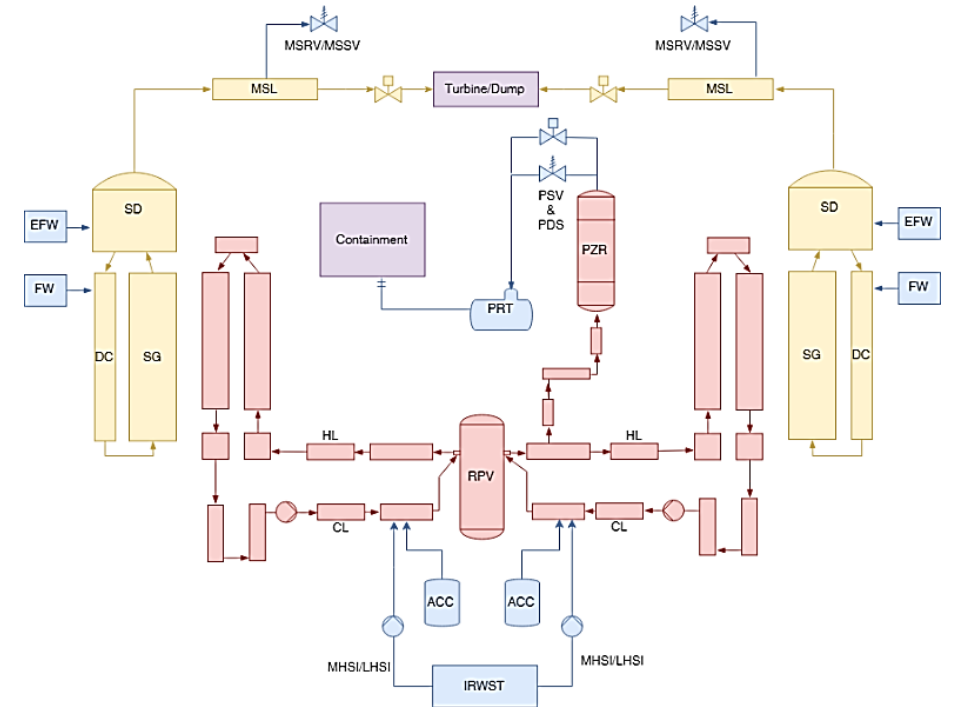 MSRV/MSSV
MSRV/MSSV
MSL
Turbine/Dump
MSL
SD
PSV
&
PDS
SD
EFW
EFW
Containment
PZR
FW
FW
PRT
DC
SG
SG
DC
HL
HL
RPV
CL
CL
ACC
ACC
MHSI/LHSI
MHSI/LHSI
IRWST